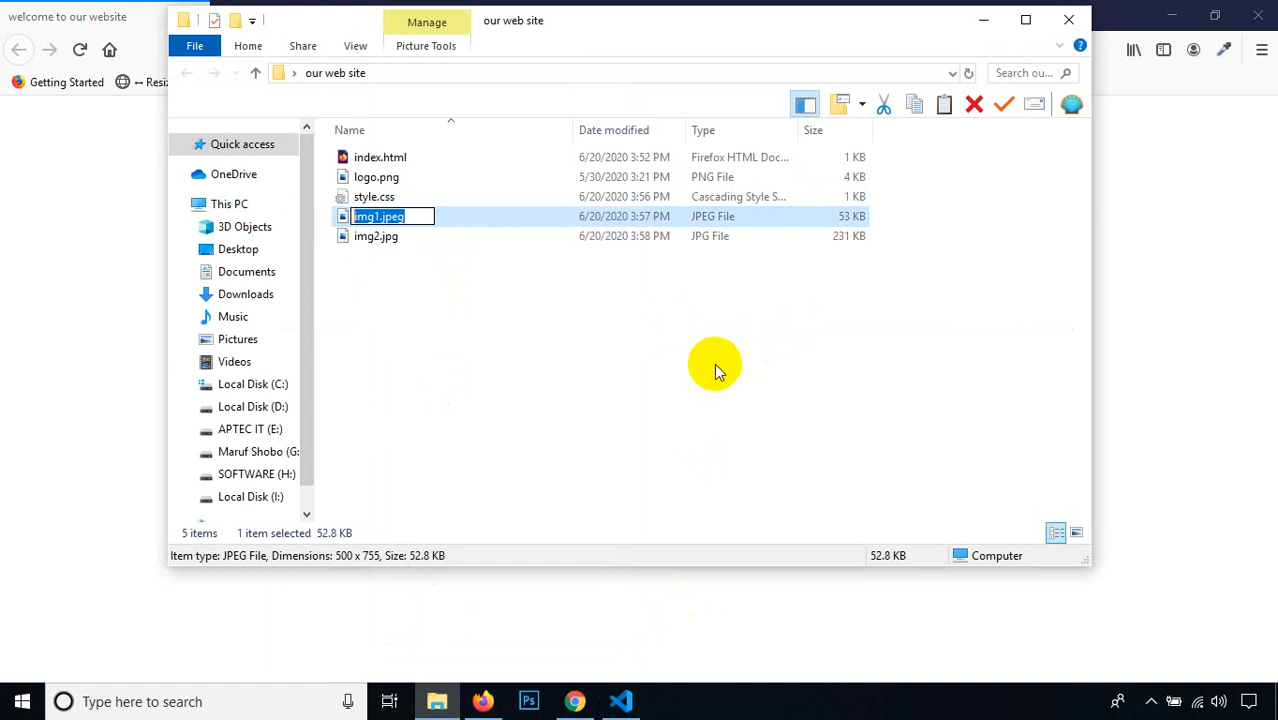 welcome to our website
Manage
our web site
File
Home
Share
View
Picture Tools
our web site
Search ou...
Getting Started
Name
Date modified
Type
Size
Quick access
index.html
6/20/2020 3:52 PM
Firefox HTML Doc...
1 KB
OneDrive
logo.png
5/30/2020 3:21 PM
PNG File
4 KB
style.css
6/20/2020 3:56 PM
Cascading Style S...
1 KB
This PC
img1.jpeg
6/20/2020 3:57 PM
JPEG File
53 KB
3D Objects
img2.jpg
6/20/2020 3:58 PM
JPG File
231 KB
Desktop
Documents
Downloads
Music
Pictures
Videos
Local Disk (C:)
Local Disk (D:)
APTEC IT (E:)
Maruf Shobo (G:
SOFTWARE (H:)
Local Disk (I:)
5 items
1 item selected 52.8 KB
Item type: JPEG File, Dimensions: 500 x 755, Size: 52.8 KB
52.8 KB
Computer
Type here to search
Ps